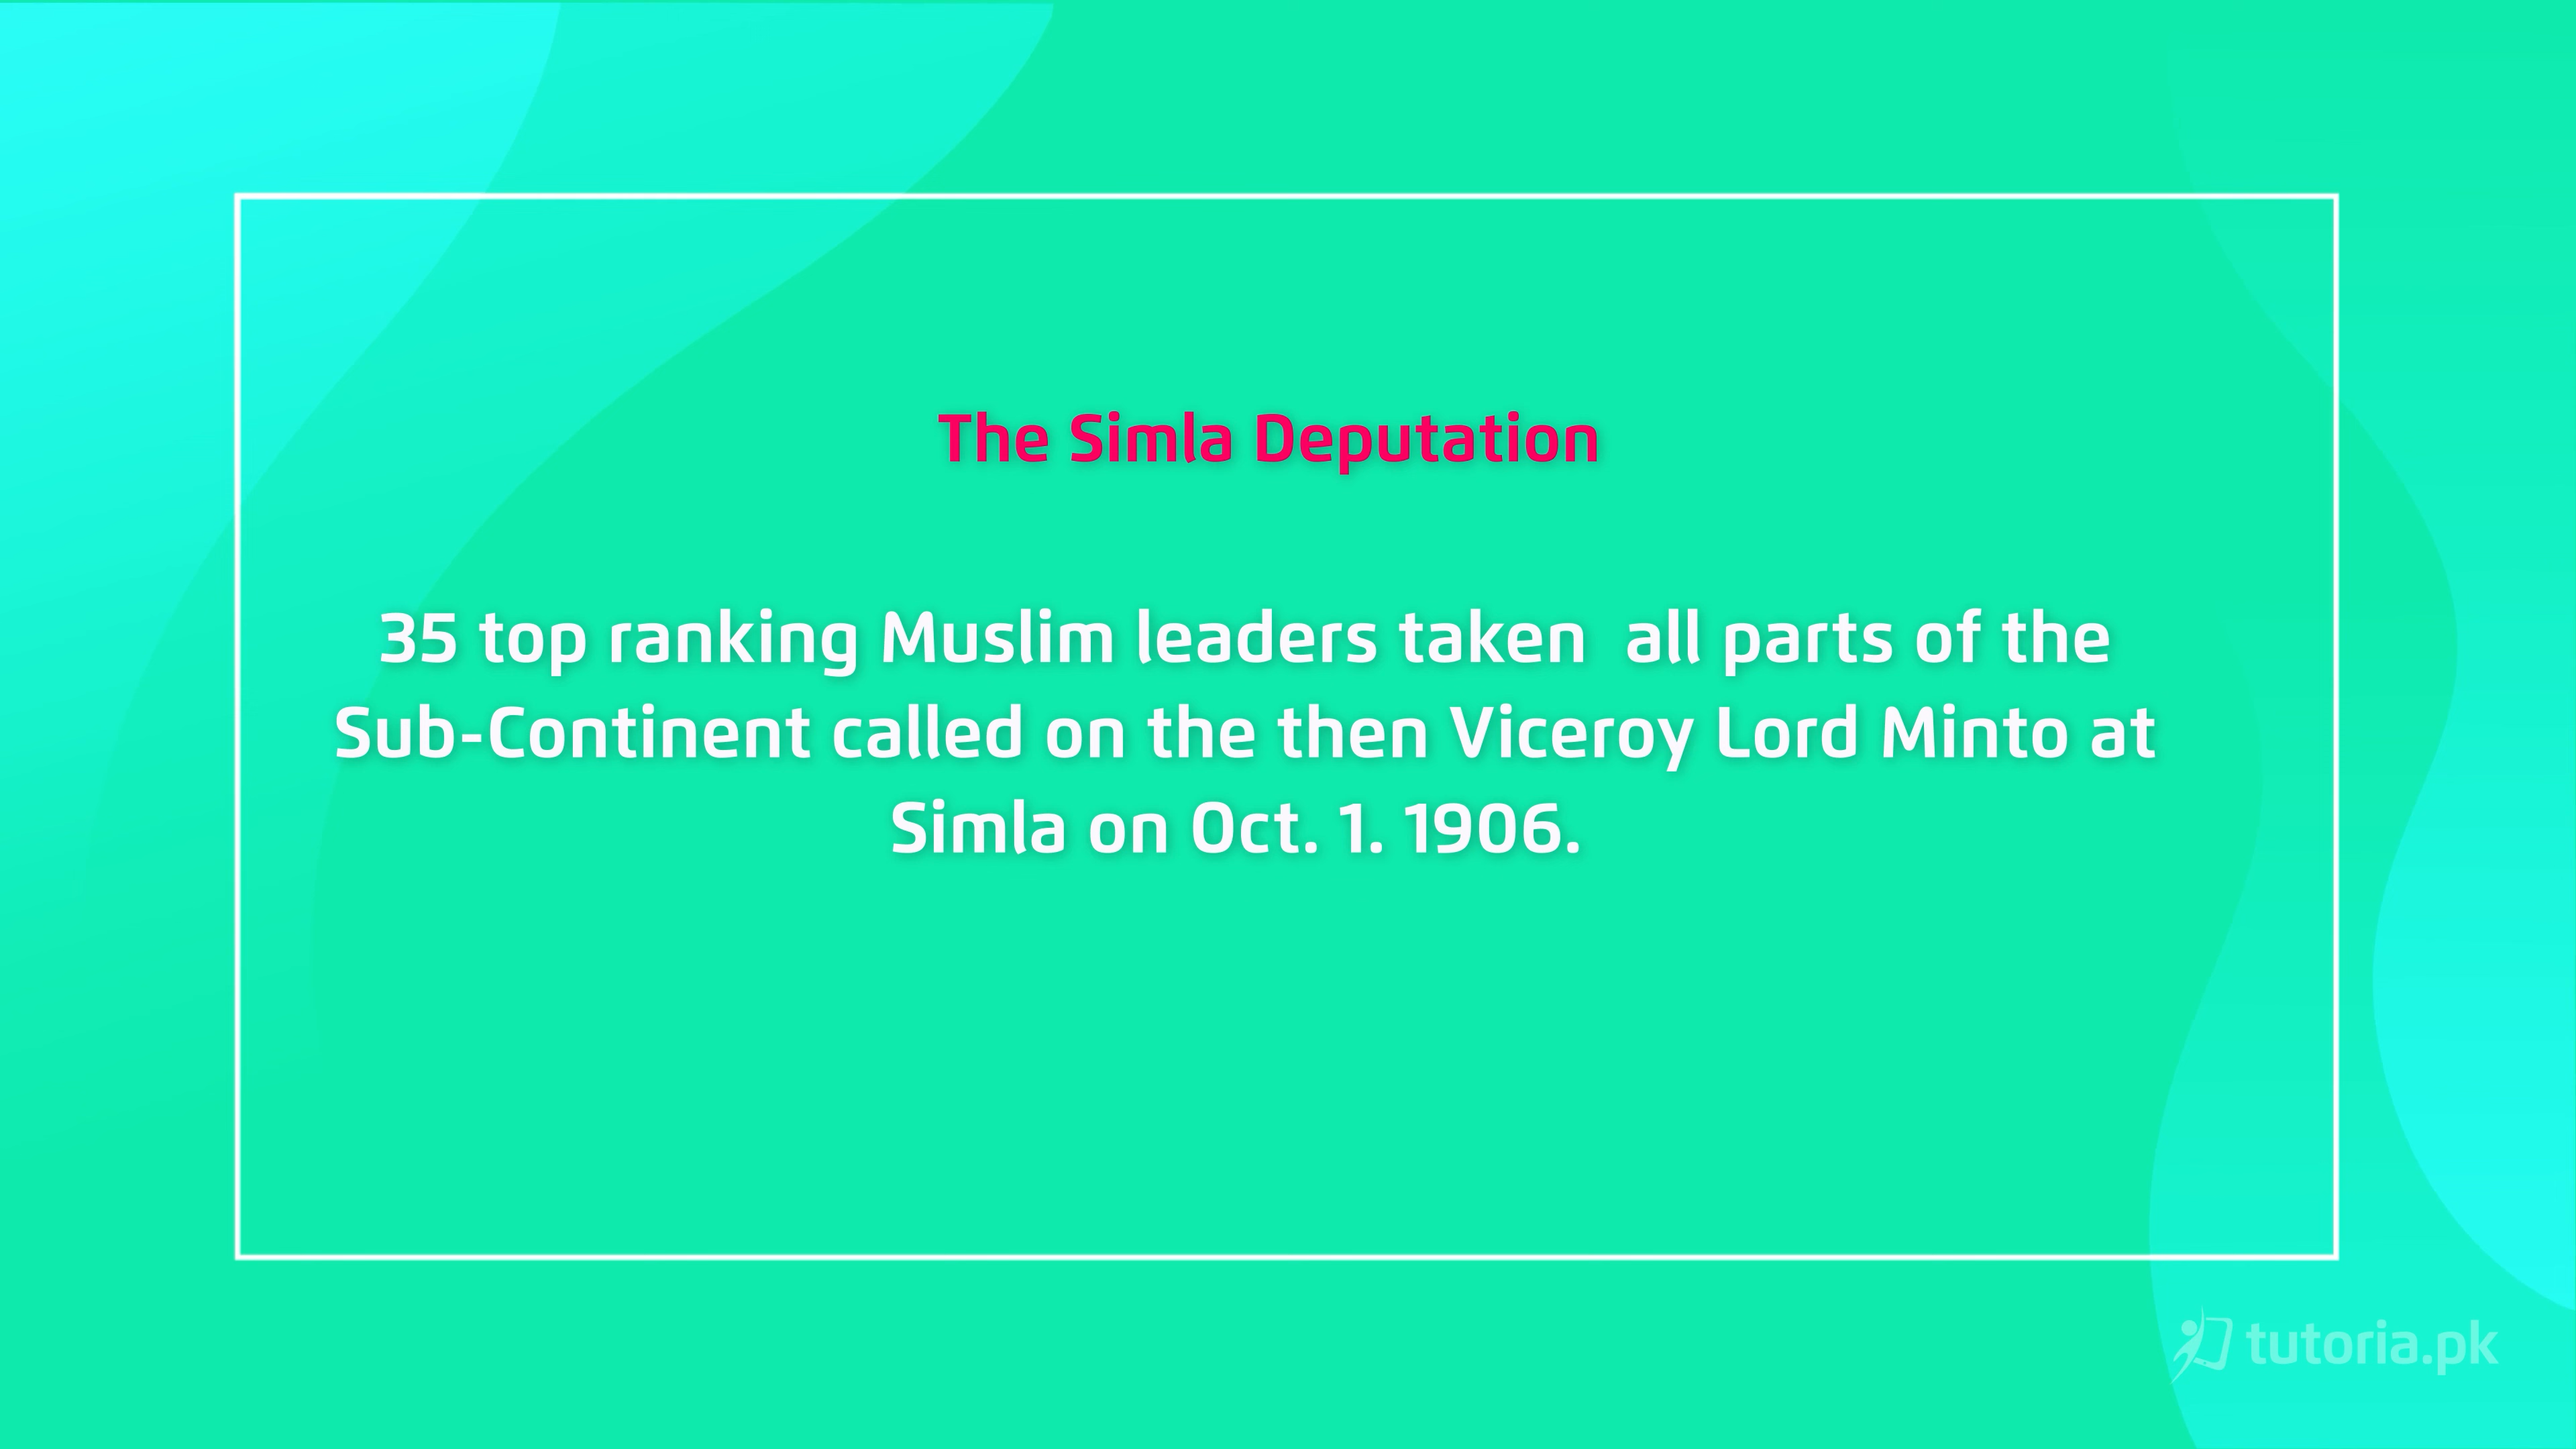 The Simla Deputation
35 top ranking Muslim leaders taken  all parts of the
Sub-Continent called on the then Viceroy Lord Minto at
Simla on Oct. 1. 1906.
tutoria.pk